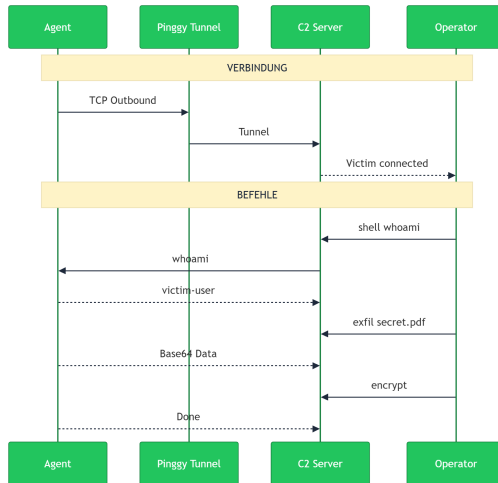 Agent
Pinggy Tunnel
C2 Server
Operator
VERBINDUNG
TCP Outbound
Tunnel
Victim connected
BEFEHLE
shell whoami
whoami
victim-user
exfil secret.pdf
Base64 Data
encrypt
Done
Agent
Pinggy Tunnel
C2 Server
Operator